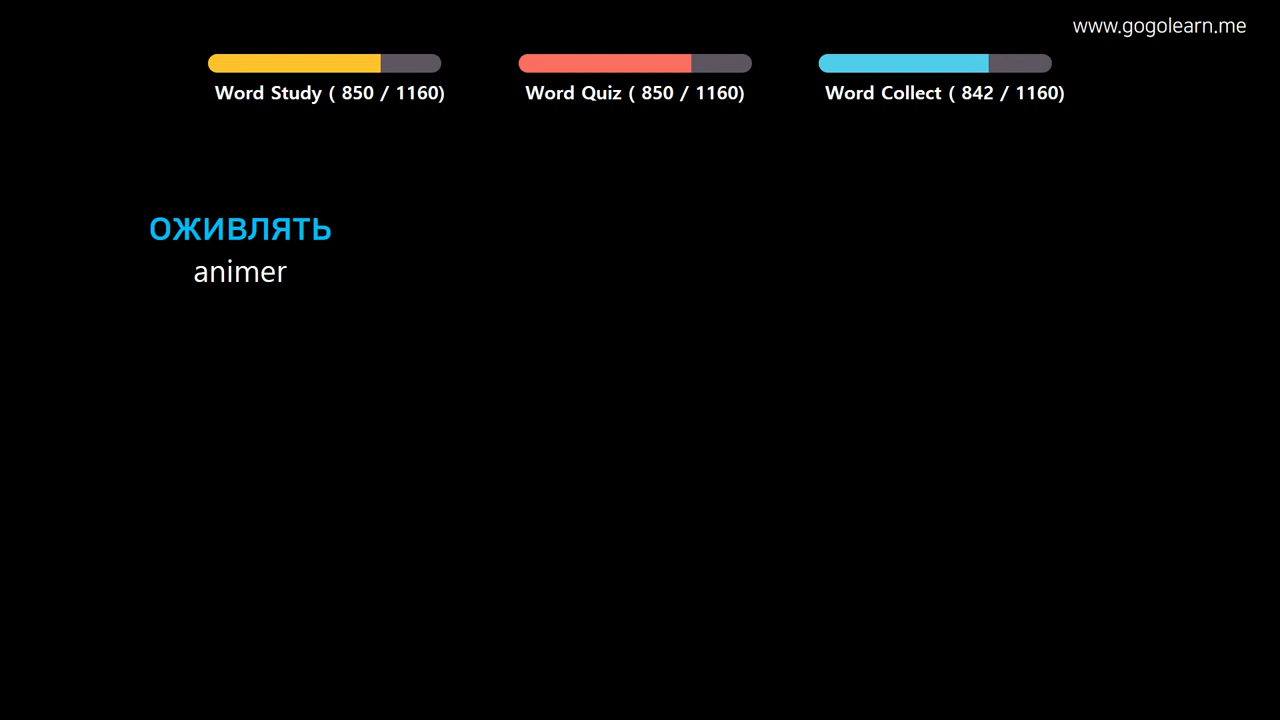 www.gogolearn.me
Word Study ( 850 / 1160)
Word Quiz ( 850 / 1160)
Word Collect ( 842 / 1160)
ОЖИВЛЯТЬ
animer